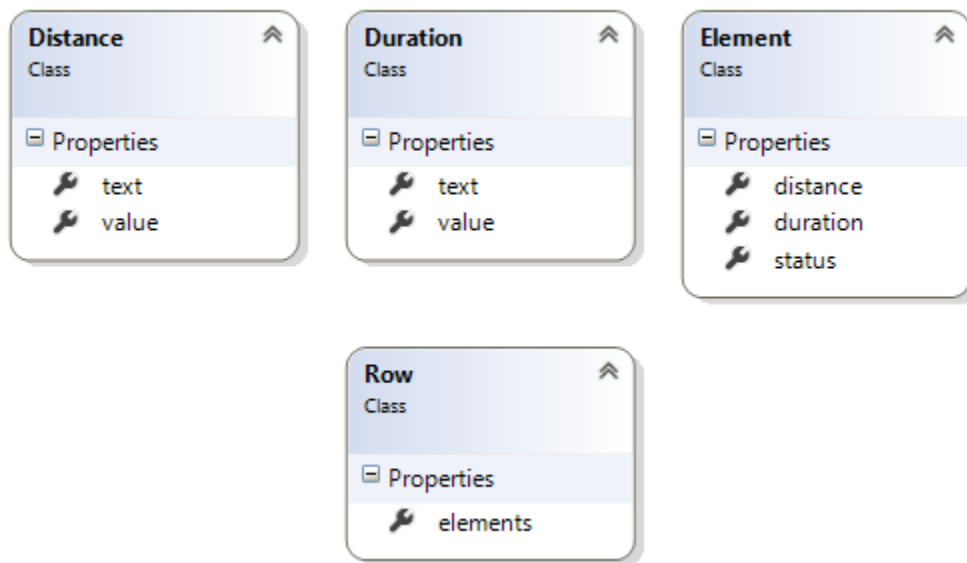 Distance
Class
Properties
text
value
Duration
Class
Properties
text
value
Element
Class
Properties
distance
duration
status
Row
Class
Properties
elements